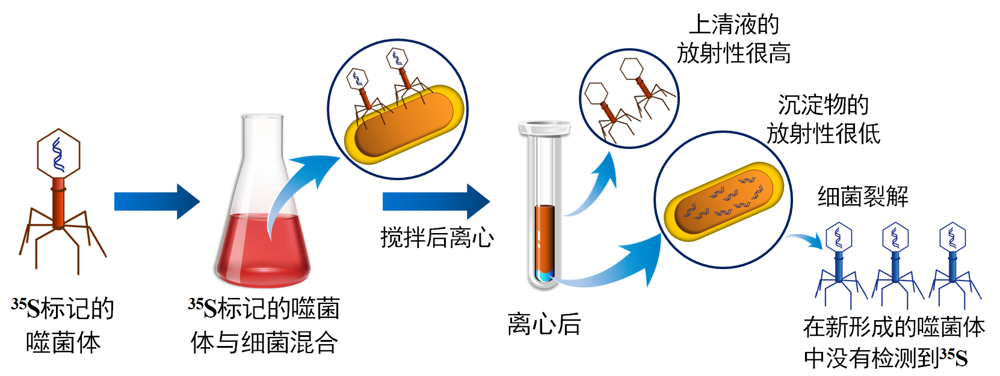 上清液的
放射性很高
沉淀物的
放射性很低
细菌裂解
搅拌后离心
³⁵S标记的
噬菌体
³⁵S标记的噬菌
体与细菌混合
离心后
在新形成的噬菌体
中没有检测到³⁵S